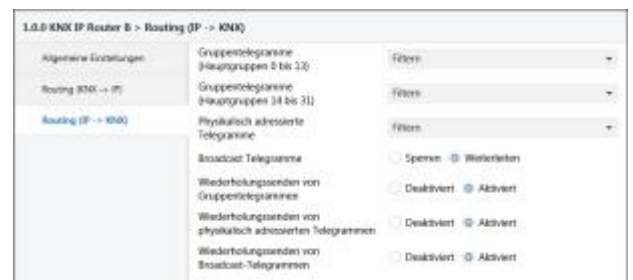 1.0.0 KNX IP Router B > Routing (IP -> KNX)
Allgemeine Einstellungen
Routing (KNX -> IP)
Routing (IP -> KNX)
Gruppentelegramme
(Hauptgruppen 0 bis 13)
Filtern
Gruppentelegramme
(Hauptgruppen 14 bis 31)
Filtern
Physikalisch adressierte
Telegramme
Filtern
Broadcast Telegramme
Sperren Weiterleiten
Wiederholungssenden von
Gruppentelegrammen
Deaktiviert Aktiviert
Wiederholungssenden von
physikalisch adressierten Telegrammen
Deaktiviert Aktiviert
Wiederholungssenden von
Broadcast-Telegrammen
Deaktiviert Aktiviert